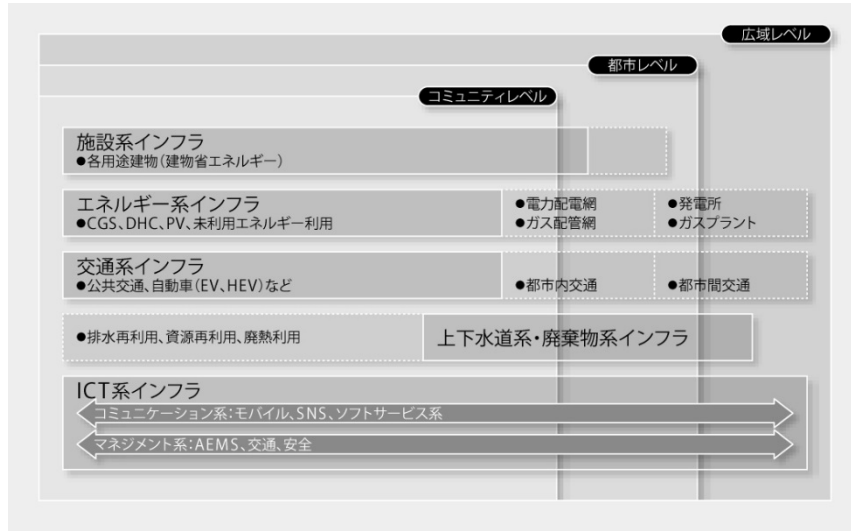 広域レベル
都市レベル
コミュニティレベル
施設系インフラ
●各用途建物(建物省エネルギー)
エネルギー系インフラ
●CGS、DHC、PV、未利用エネルギー利用
●電力配電網
●ガス配管網
●発電所
●ガスプラント
交通系インフラ
●公共交通、自動車(EV、HEV)など
●都市内交通
●都市間交通
●排水再利用、資源再利用、廃熱利用
上下水道系・廃棄物系インフラ
ICT系インフラ
コミュニケーション系:モバイル、SNS、ソフトサービス系
マネジメント系:AEMS、交通、安全